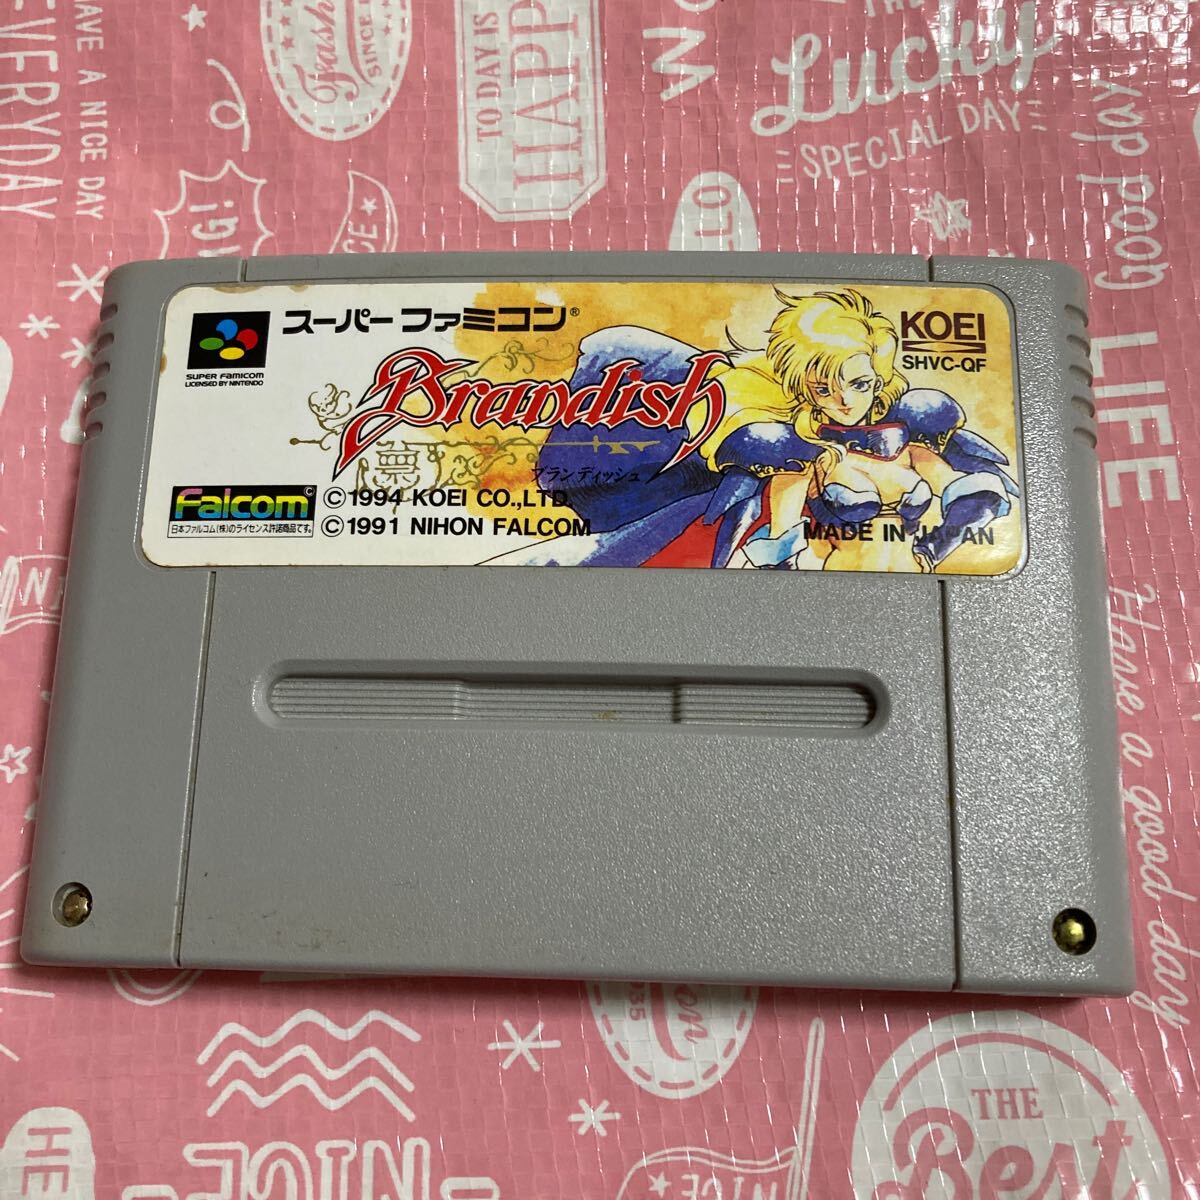 HAVE A NICE DAY
EVERYDAY
SINCE
TO DAY IS
HAPP
THE
Lucky
SPECIAL DAY
LIFE
Have a good day
スーパーファミコン®
SUPER FAMICOM
LICENSED BY NINTENDO
Brandish
ブランディッシュ
KOEI
SHVC-QF
Falcom©
日本ファルコム(株)のライセンス許諾商品です。
©1994 KOEI CO.,LTD.
©1991 NIHON FALCOM
MADE IN JAPAN
NICE
THE
Best